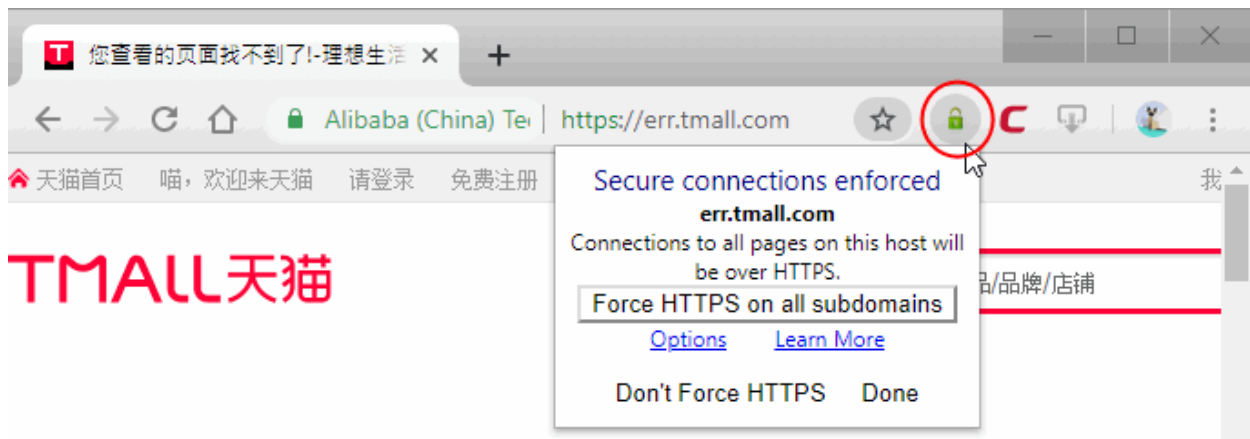 T 您查看的页面找不到了!-理想生活
Alibaba (China) Te
https://err.tmall.com
天猫首页 喵，欢迎来天猫 请登录 免费注册
我
Secure connections enforced
err.tmall.com
Connections to all pages on this host will
be over HTTPS.
Force HTTPS on all subdomains
Options Learn More
Don't Force HTTPS Done
TMALL天猫
品/品牌/店铺